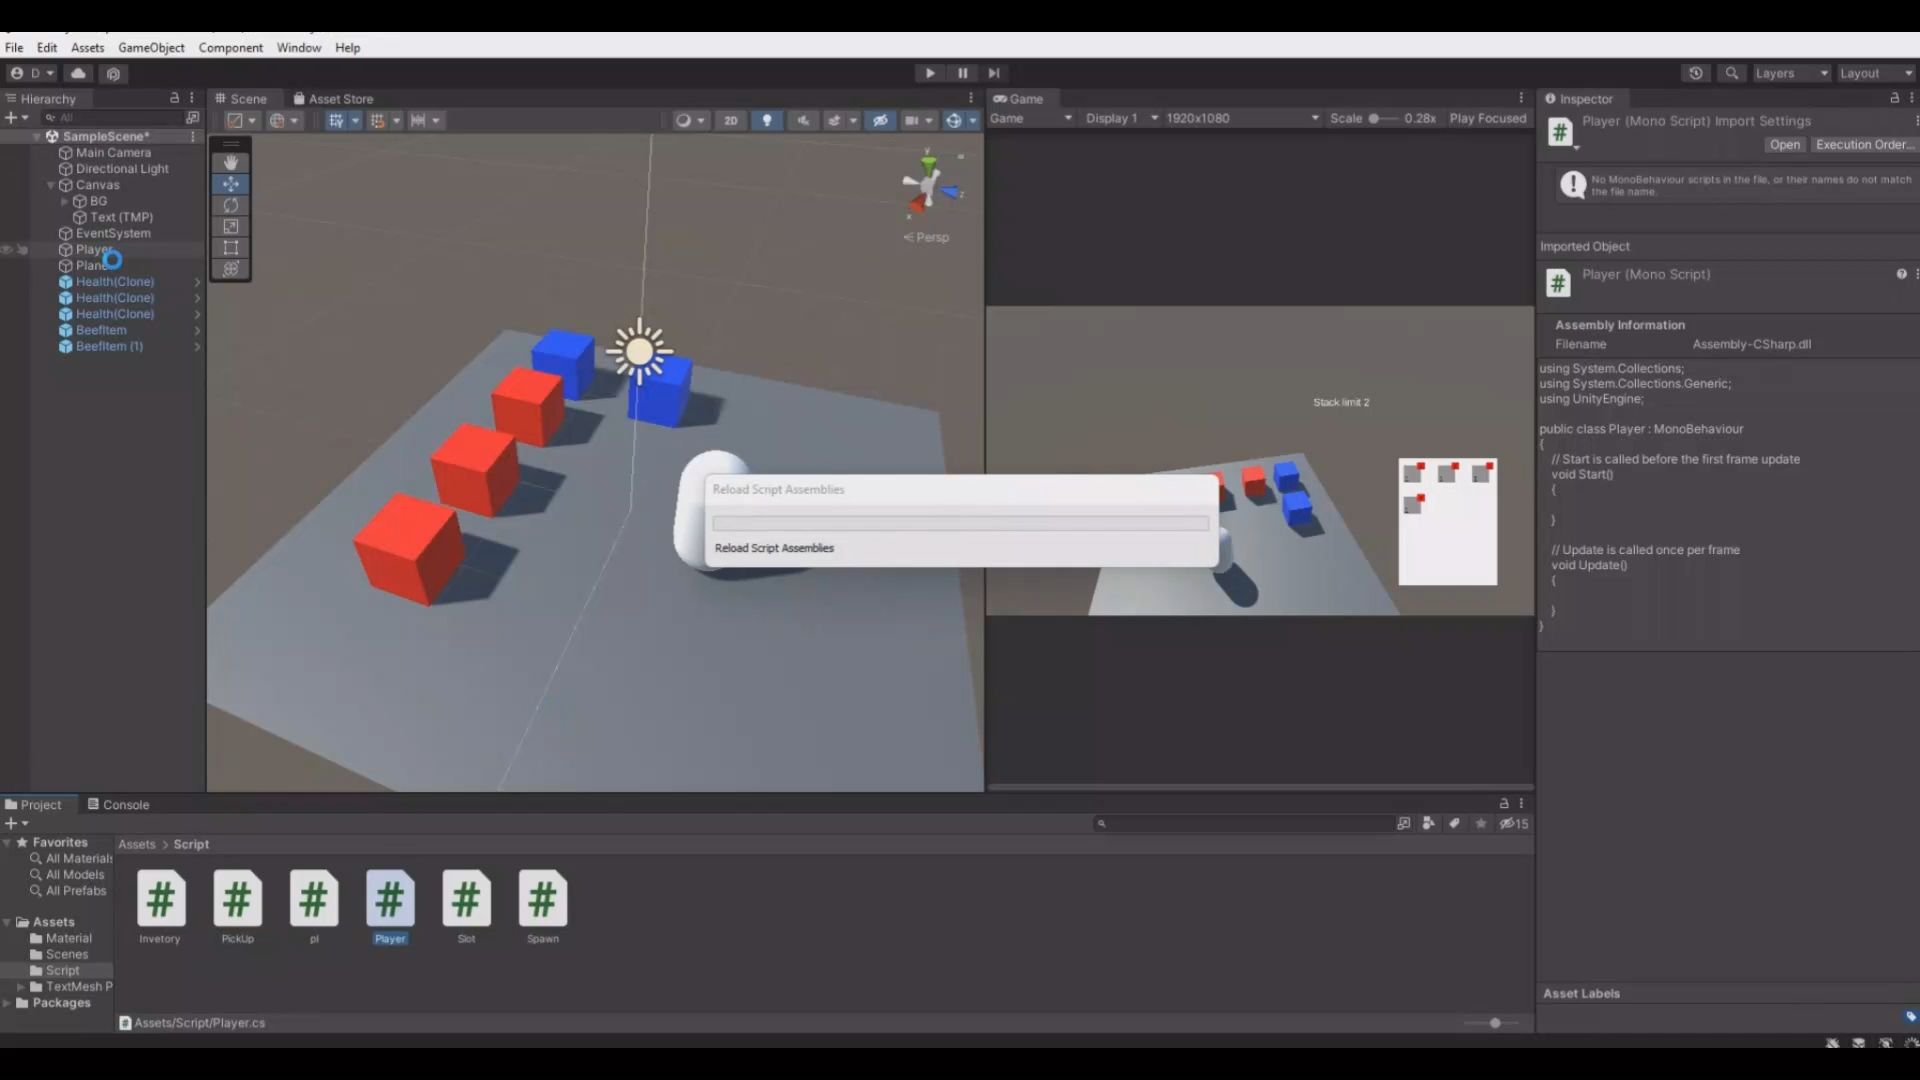 File Edit Assets GameObject Component Window Help
D Layers Layout
Hierarchy
All
SampleScene*
Main Camera
Directional Light
Canvas
BG
Text (TMP)
EventSystem
Player
Plane
Health(Clone)
Health(Clone)
Health(Clone)
BeefItem
BeefItem (1)
Scene Asset Store
2D
y
z
x
Persp
Game
Game Display 1 1920x1080 Scale 0.28x Play Focused
Stack limit 2
Reload Script Assemblies
Reload Script Assemblies
Inspector
Player (Mono Script) Import Settings
Open Execution Order...
No MonoBehaviour scripts in the file, or their names do not match
the file name.
Imported Object
Player (Mono Script)
Assembly Information
Filename Assembly-CSharp.dll
using System.Collections;
using System.Collections.Generic;
using UnityEngine;
public class Player : MonoBehaviour
{
// Start is called before the first frame update
void Start()
{
}
// Update is called once per frame
void Update()
{
}
}
Asset Labels
Project Console
15
Favorites
All Materials
All Models
All Prefabs
Assets
Material
Scenes
Script
TextMesh P
Packages
Assets > Script
Invetory PickUp pl Player Slot Spawn
Assets/Script/Player.cs